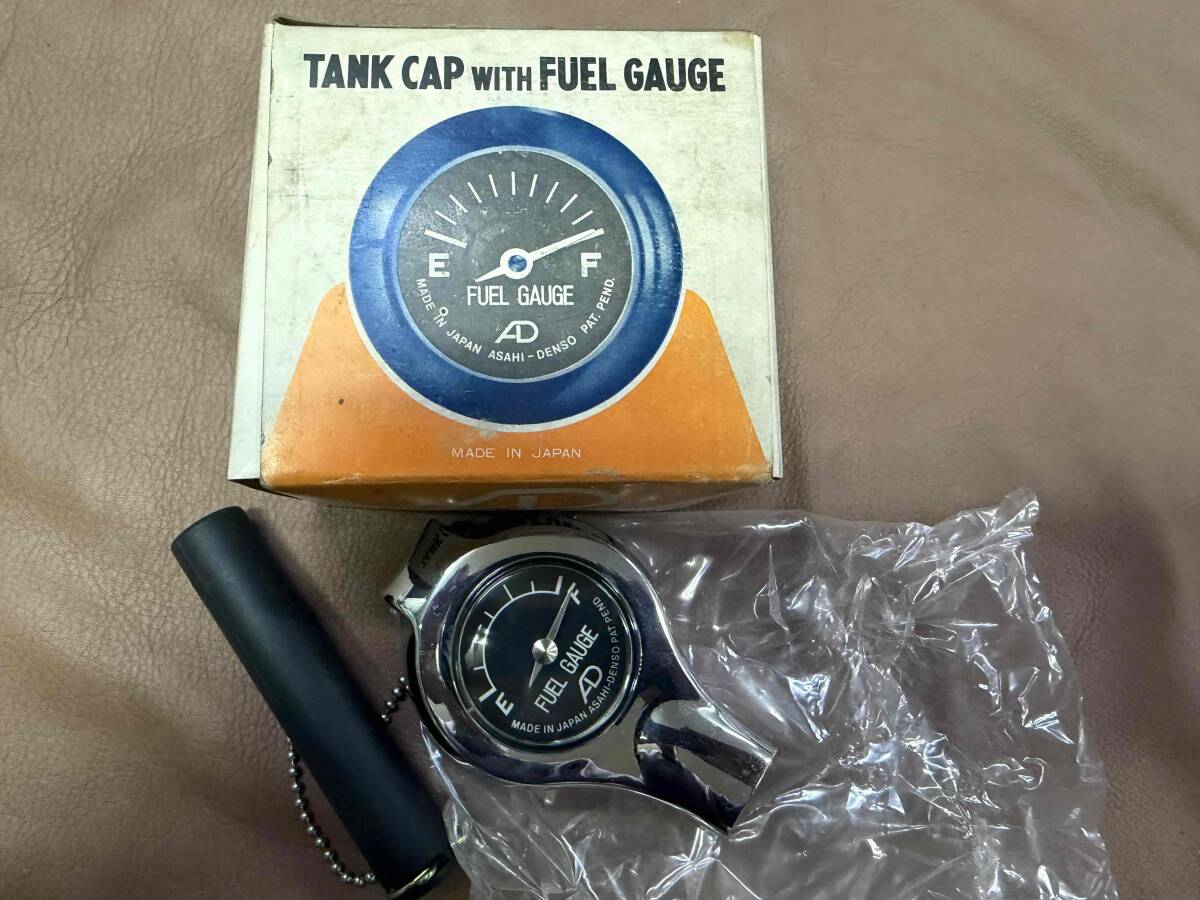 TANK CAP WITH FUEL GAUGE
E F
FUEL GAUGE
AD
MADE IN JAPAN ASAHI-DENSO PAT. PEND.
MADE IN JAPAN
E F
FUEL GAUGE
AD
MADE IN JAPAN ASAHI-DENSO PAT PEND